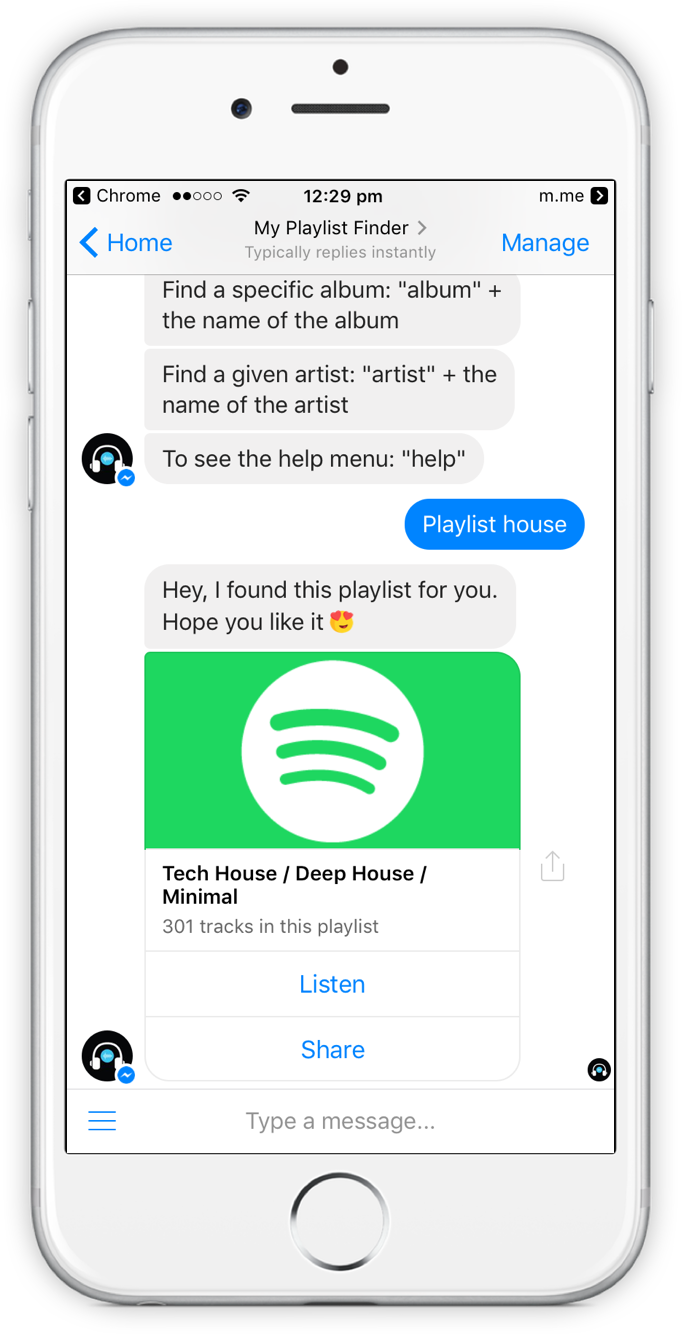 Chrome 12:29 pm m.me
Home My Playlist Finder Manage
Typically replies instantly
Find a specific album: "album" +
the name of the album
Find a given artist: "artist" + the
name of the artist
To see the help menu: "help"
Playlist house
Hey, I found this playlist for you.
Hope you like it 😍
Tech House / Deep House /
Minimal
301 tracks in this playlist
Listen
Share
Type a message...